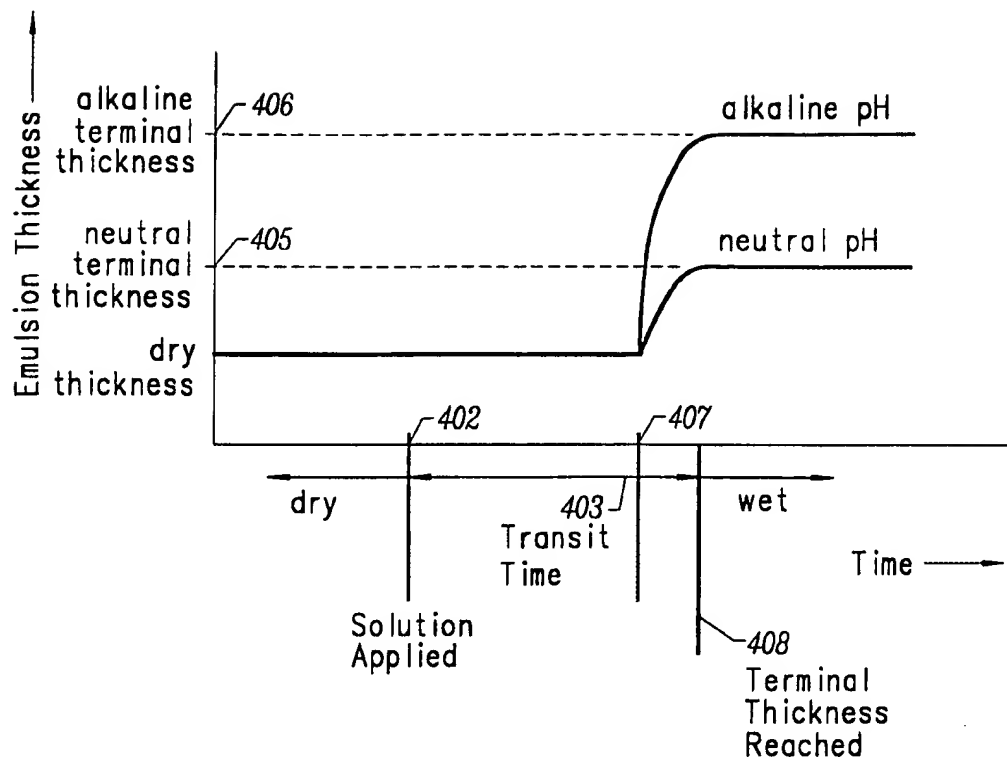 Emulsion Thickness
alkaline
terminal
thickness
406
alkaline pH
neutral
terminal
thickness
405
neutral pH
dry
thickness
402
407
dry
403
wet
Transit
Time
Time
Solution
Applied
408
Terminal
Thickness
Reached